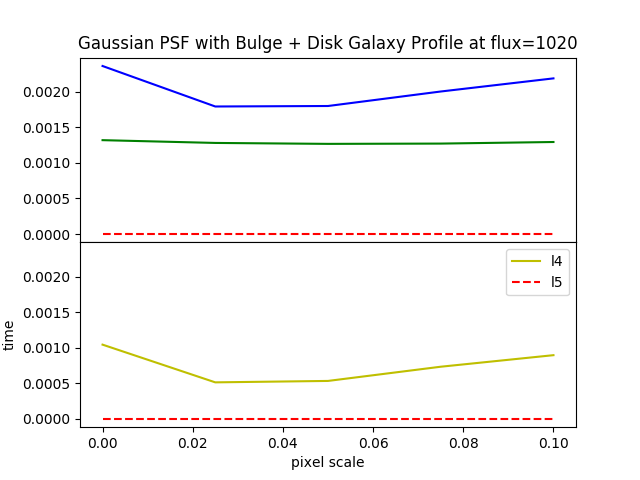 Gaussian PSF with Bulge + Disk Galaxy Profile at flux=1020
0.0020
0.0015
0.0010
0.0005
0.0000
l4
l5
0.0020
0.0015
0.0010
0.0005
0.0000
time
0.00 0.02 0.04 0.06 0.08 0.10
pixel scale